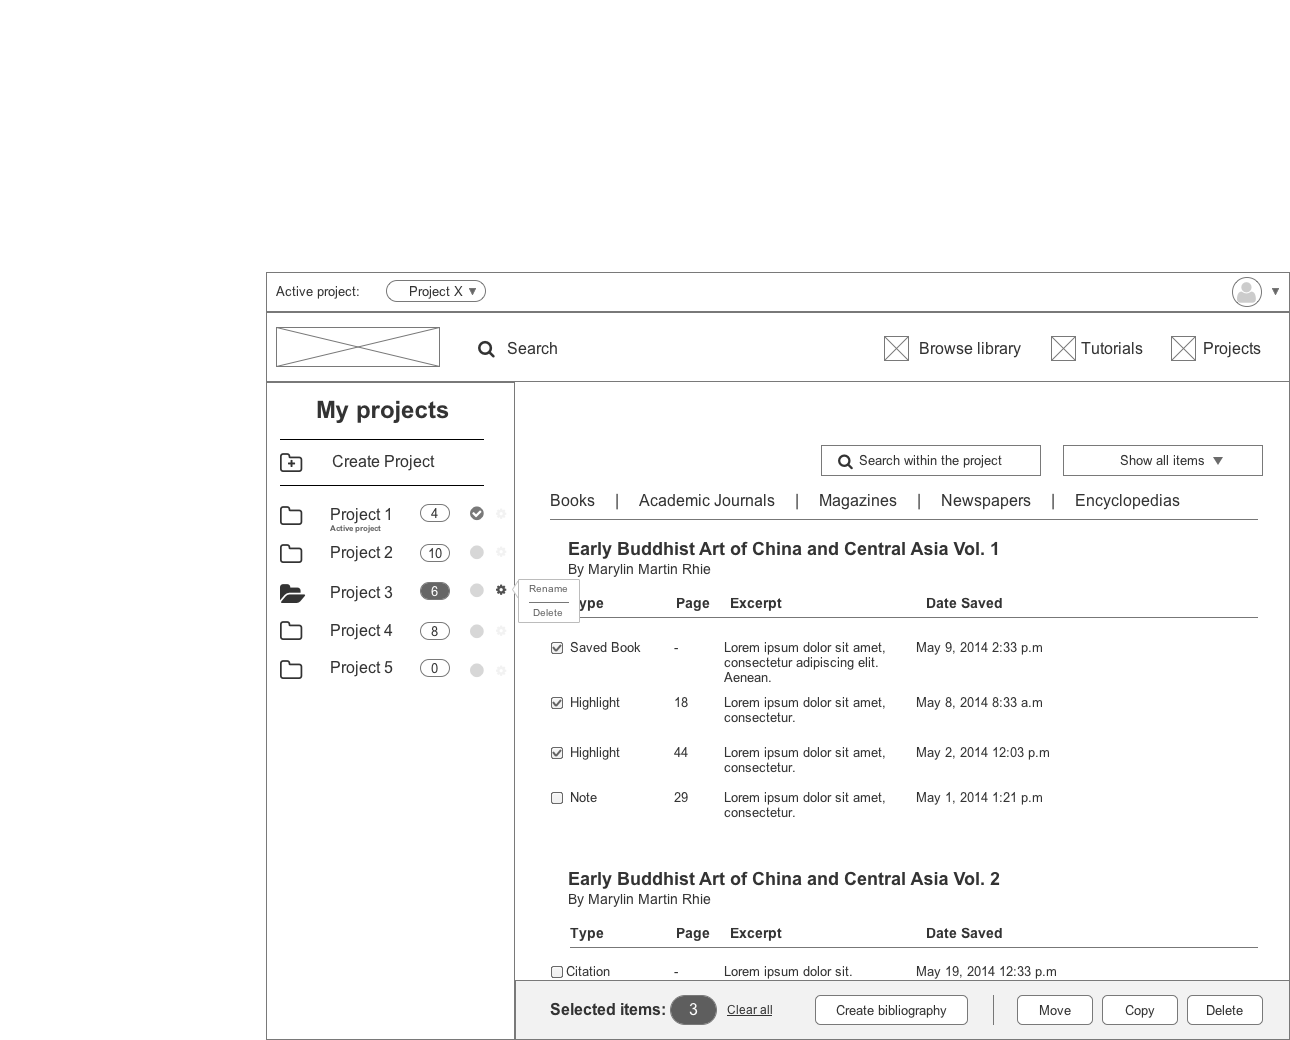 Active project: Project X
Search Browse library Tutorials Projects
My projects
Create Project
Project 1 4
Active project
Project 2 10
Project 3 6
Rename
Delete
Project 4 8
Project 5 0
Search within the project Show all items
Books | Academic Journals | Magazines | Newspapers | Encyclopedias
Early Buddhist Art of China and Central Asia Vol. 1
By Marylin Martin Rhie
ype Page Excerpt Date Saved
Saved Book - Lorem ipsum dolor sit amet, May 9, 2014 2:33 p.m
consectetur adipiscing elit.
Aenean.
Highlight 18 Lorem ipsum dolor sit amet, May 8, 2014 8:33 a.m
consectetur.
Highlight 44 Lorem ipsum dolor sit amet, May 2, 2014 12:03 p.m
consectetur.
Note 29 Lorem ipsum dolor sit amet, May 1, 2014 1:21 p.m
consectetur.
Early Buddhist Art of China and Central Asia Vol. 2
By Marylin Martin Rhie
Type Page Excerpt Date Saved
Citation - Lorem ipsum dolor sit. May 19, 2014 12:33 p.m
Selected items: 3 Clear all Create bibliography Move Copy Delete